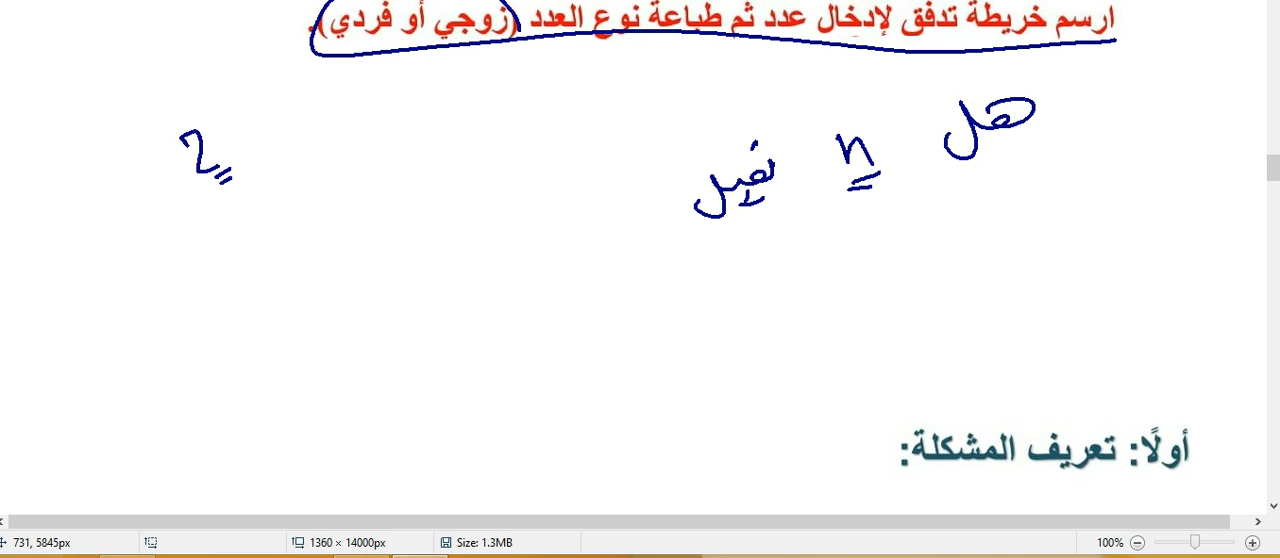 ارسم خريطة تدفق لإدخال عدد ثم طباعة نوع العدد (زوجي أو فردي).
هل n تقبل 2
أولًا: تعريف المشكلة:
731, 5845px 1360 × 14000px Size: 1.3MB 100%